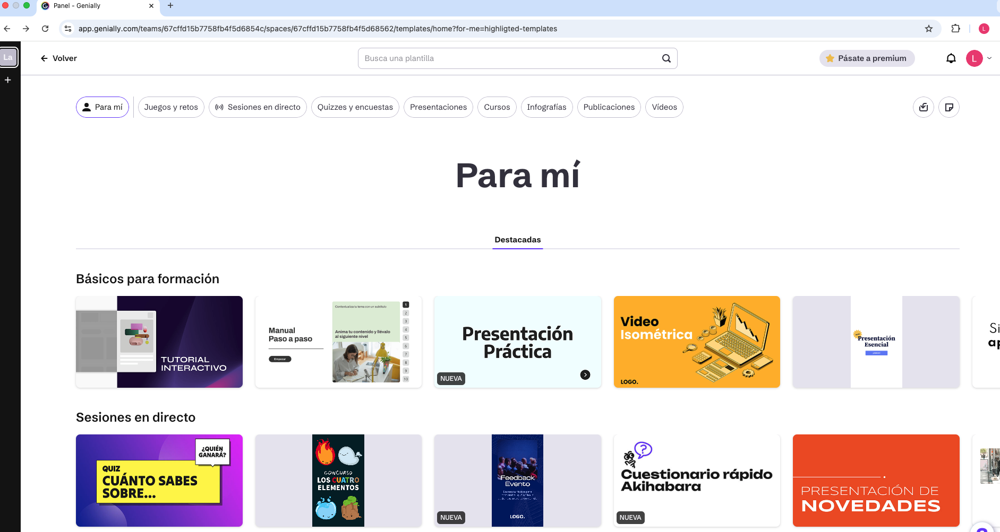 Panel - Genially
app.genially.com/teams/67cffd15b7758fb4f5d6854c/spaces/67cffd15b7758fb4f5d68562/templates/home?for-me=highligted-templates
L
La
Volver
Busca una plantilla
Pásate a premium
L
Para mí
Juegos y retos
Sesiones en directo
Quizzes y encuestas
Presentaciones
Cursos
Infografías
Publicaciones
Vídeos
Para mí
Destacadas
Básicos para formación
TUTORIAL
INTERACTIVO
Manual
Paso a paso
Empezar
Contextualiza tu tema con un subtítulo
Anima tu contenido y llévalo
al siguiente nivel
1
2
3
4
5
6
7
8
9
10
Presentación
Práctica
NUEVA
Video
Isométrica
LOGO.
Presentación
Esencial
Si
ap
Sesiones en directo
¿QUIÉN
GANARÁ?
QUIZ
CUÁNTO SABES
SOBRE...
CONCURSO
LOS CUATRO
ELEMENTOS
Feedback
Evento
LOGO.
NUEVA
Cuestionario rápido
Akihabara
NUEVA
PRESENTACIÓN DE
NOVEDADES